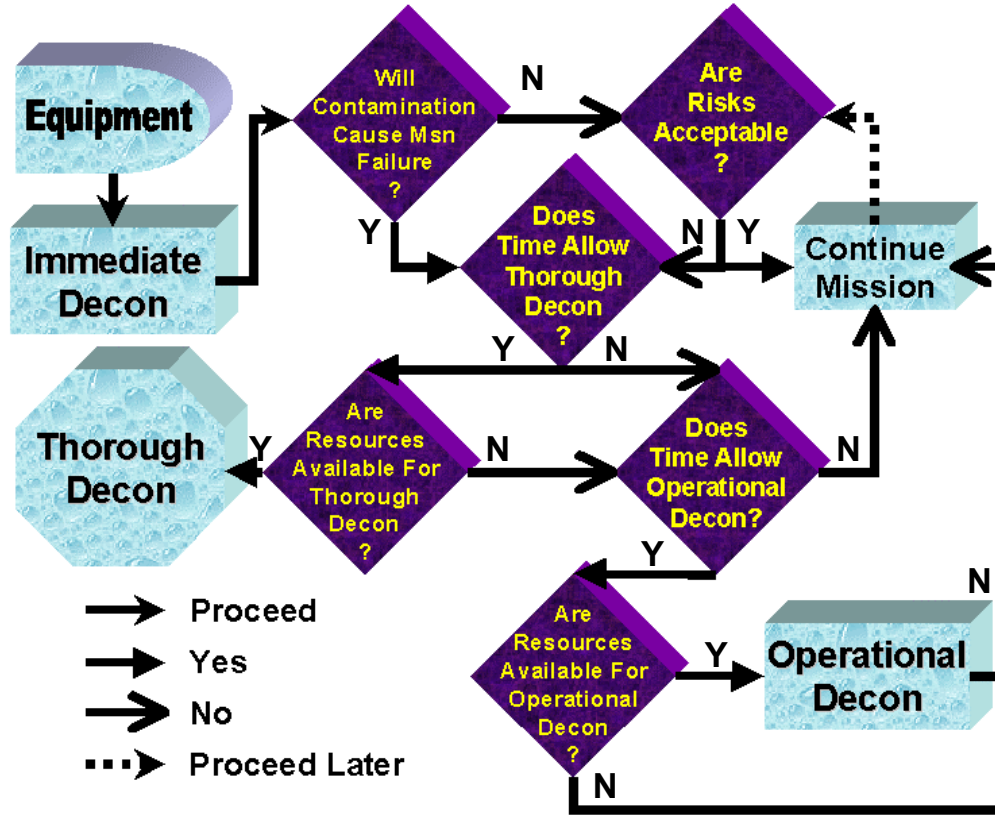 Equipment
Immediate
Decon
Will
Contamination
Cause Msn
Failure
?
N
Are
Risks
Acceptable
?
Y
Does
Time Allow
Thorough
Decon
?
N
Y
Continue
Mission
Y
N
Thorough
Decon
Y
Are
Resources
Available For
Thorough
Decon
?
N
Does
Time Allow
Operational
Decon?
N
Y
Are
Resources
Available For
Operational
Decon
?
Y
Operational
Decon
N
N
Proceed
Yes
No
Proceed Later